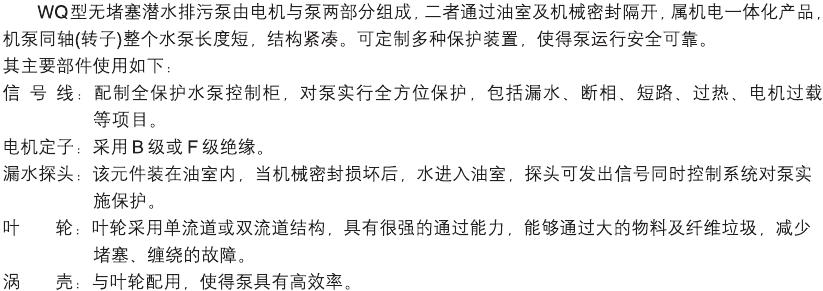 WQ型无堵塞潜水排污泵由电机与泵两部分组成，二者通过油室及机械密封隔开，属机电一体化产品，
机泵同轴(转子)整个水泵长度短，结构紧凑。可定制多种保护装置，使得泵运行安全可靠。
其主要部件使用如下：
信 号 线：配制全保护水泵控制柜，对泵实行全方位保护，包括漏水、断相、短路、过热、电机过载
等项目。
电机定子：采用B级或F级绝缘。
漏水探头：该元件装在油室内，当机械密封损坏后，水进入油室，探头可发出信号同时控制系统对泵实
施保护。
叶 轮：叶轮采用单流道或双流道结构，具有很强的通过能力，能够通过大的物料及纤维垃圾，减少
堵塞、缠绕的故障。
涡 壳：与叶轮配用，使得泵具有高效率。